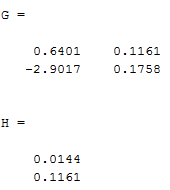 G =
0.6401 0.1161
-2.9017 0.1758
H =
0.0144
0.1161